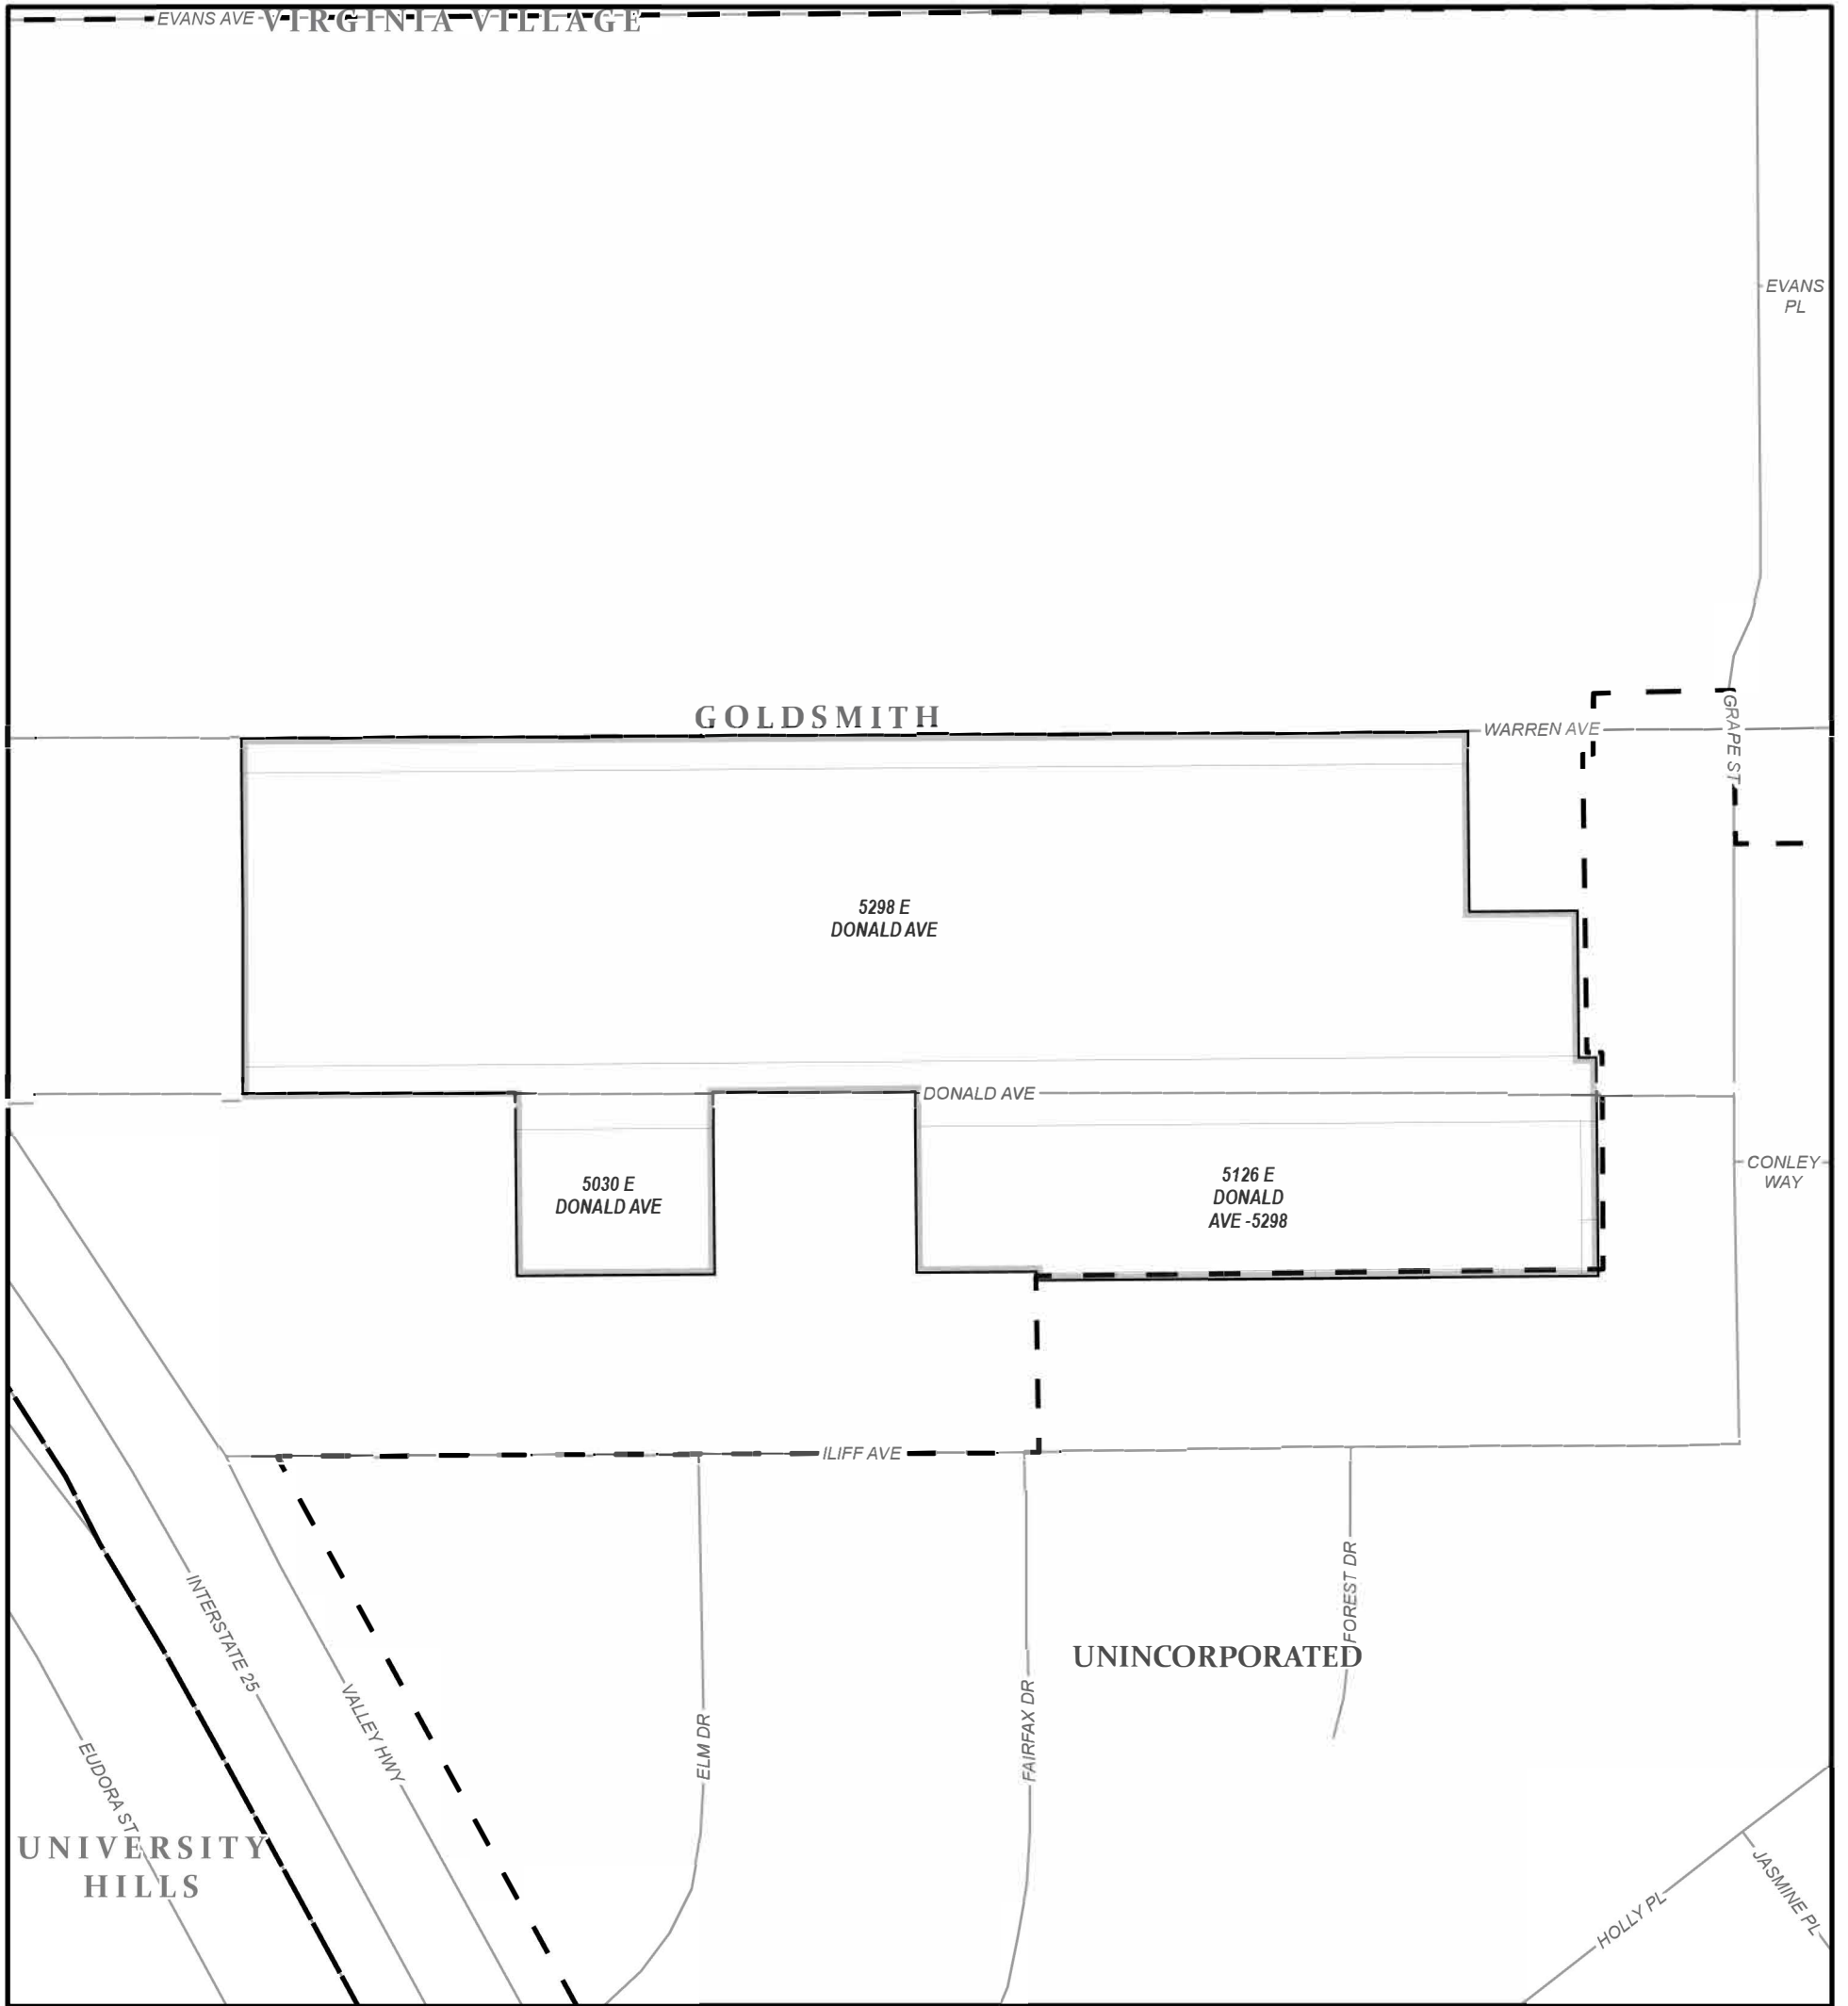 EVANS AVE
VIRGINIA VILLAGE
EVANS
PL
GOLDSMITH
WARREN AVE
GRAPE ST
5298 E
DONALD AVE
DONALD AVE
5030 E
DONALD AVE
5126 E
DONALD
AVE -5298
CONLEY
WAY
ILIFF AVE
INTERSTATE 25
VALLEY HWY
EUDORA ST
ELM DR
FAIRFAX DR
FOREST DR
UNINCORPORATED
UNIVERSITY
HILLS
HOLLY PL
JASMINE PL